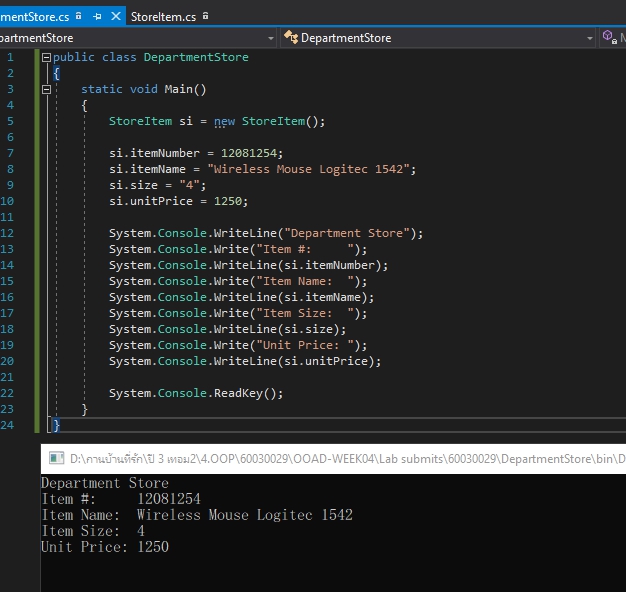 mentStore.cs StoreItem.cs
partmentStore DepartmentStore
1 public class DepartmentStore
2 {
3 static void Main()
4 {
5 StoreItem si = new StoreItem();
6
7 si.itemNumber = 12081254;
8 si.itemName = "Wireless Mouse Logitec 1542";
9 si.size = "4";
10 si.unitPrice = 1250;
11
12 System.Console.WriteLine("Department Store");
13 System.Console.Write("Item #:     ");
14 System.Console.WriteLine(si.itemNumber);
15 System.Console.Write("Item Name:  ");
16 System.Console.WriteLine(si.itemName);
17 System.Console.Write("Item Size:  ");
18 System.Console.WriteLine(si.size);
19 System.Console.Write("Unit Price: ");
20 System.Console.WriteLine(si.unitPrice);
21
22 System.Console.ReadKey();
23 }
24 }
D:\กานบ้านที่รัก\ปี 3 เทอม2\4.OOP\60030029\OOAD-WEEK04\Lab submits\60030029\DepartmentStore\bin\D
Department Store
Item #:     12081254
Item Name:  Wireless Mouse Logitec 1542
Item Size:  4
Unit Price: 1250